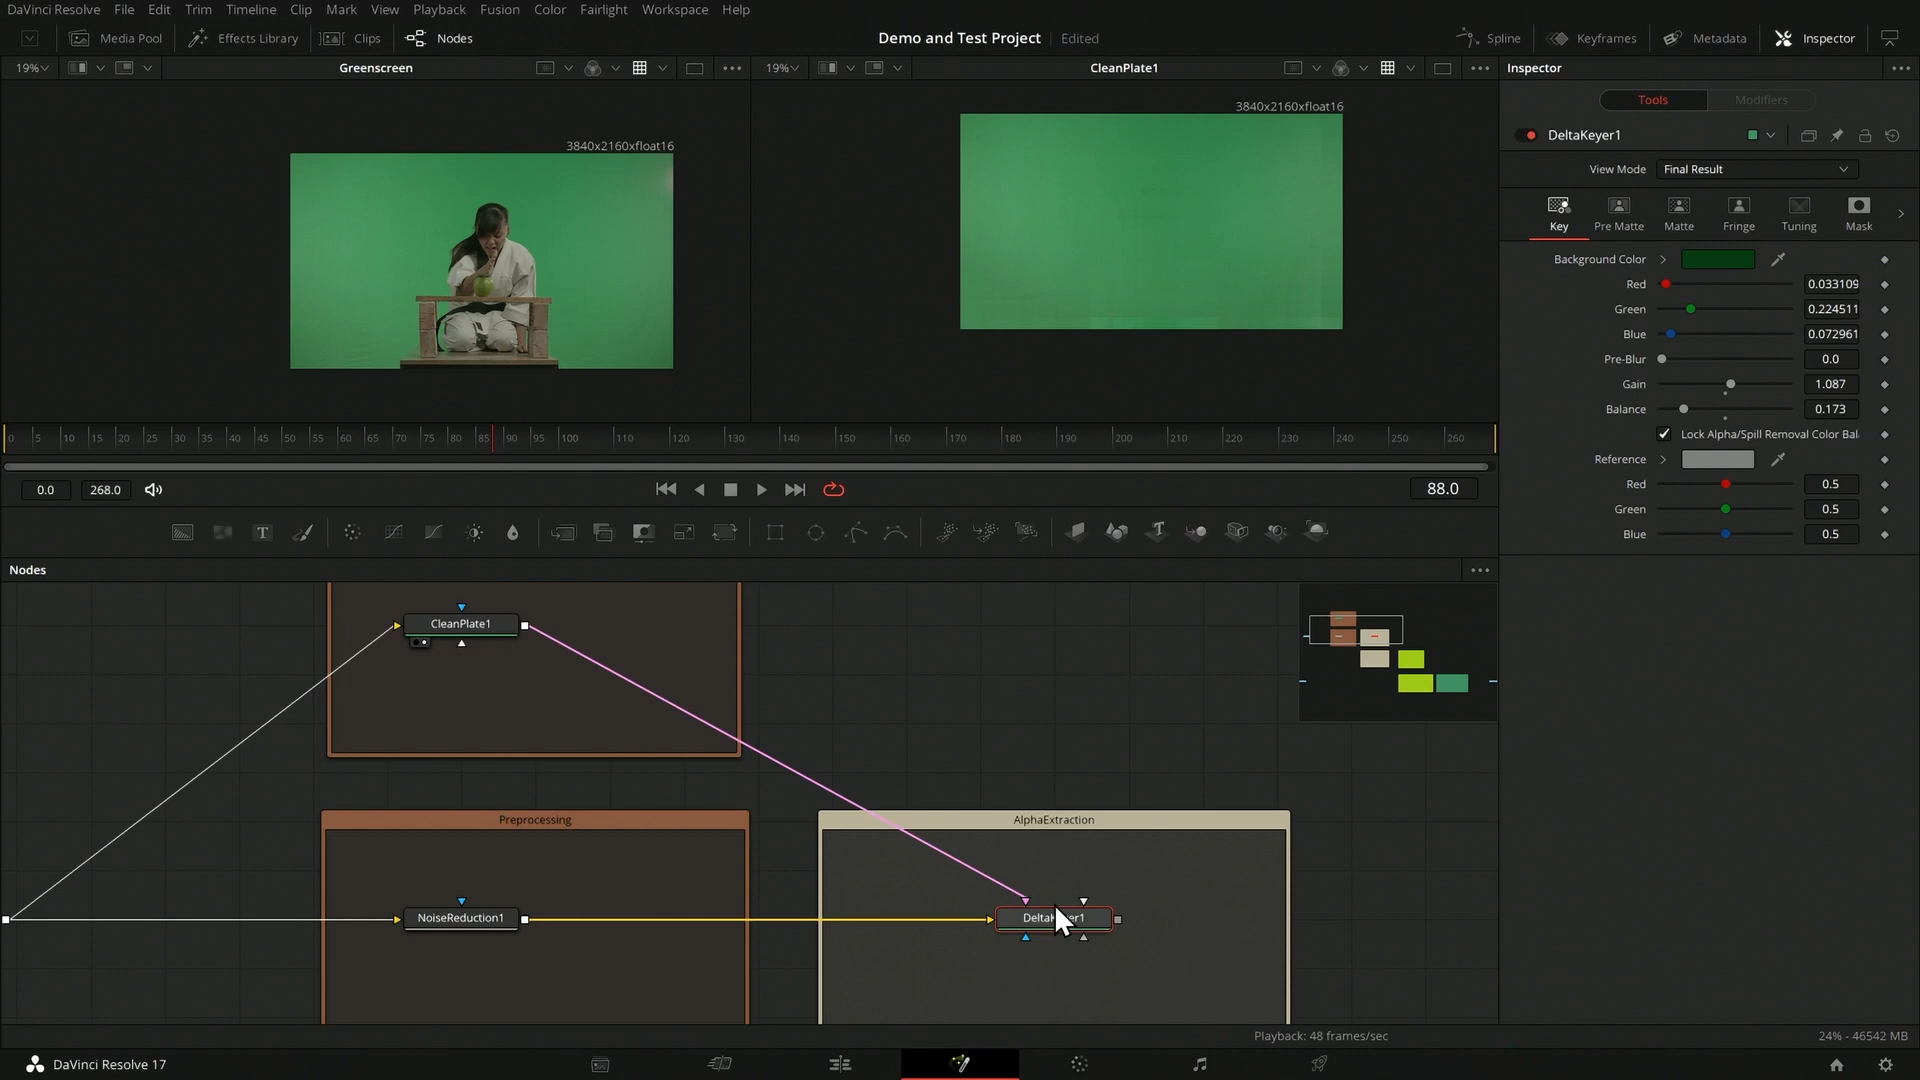 DaVinci Resolve File Edit Trim Timeline Clip Mark View Playback Fusion Color Fairlight Workspace Help
Media Pool Effects Library Clips Nodes Demo and Test Project Edited Spline Keyframes Metadata Inspector
19% Greenscreen 19% CleanPlate1 Inspector
Tools Modifiers
3840x2160xfloat16
3840x2160xfloat16
DeltaKeyer1
View Mode Final Result
Key Pre Matte Matte Fringe Tuning Mask
Background Color
Red 0.033109
Green 0.224511
Blue 0.072961
Pre-Blur 0.0
Gain 1.087
Balance 0.173
Lock Alpha/Spill Removal Color Bal
Reference
Red 0.5
Green 0.5
Blue 0.5
0 5 10 15 20 25 30 35 40 45 50 55 60 65 70 75 80 85 90 95 100 110 120 130 140 150 160 170 180 190 200 210 220 230 240 250 260
0.0 268.0 88.0
T T
Nodes
CleanPlate1
Preprocessing AlphaExtraction
NoiseReduction1
Playback: 48 frames/sec 24% - 46542 MB
DaVinci Resolve 17